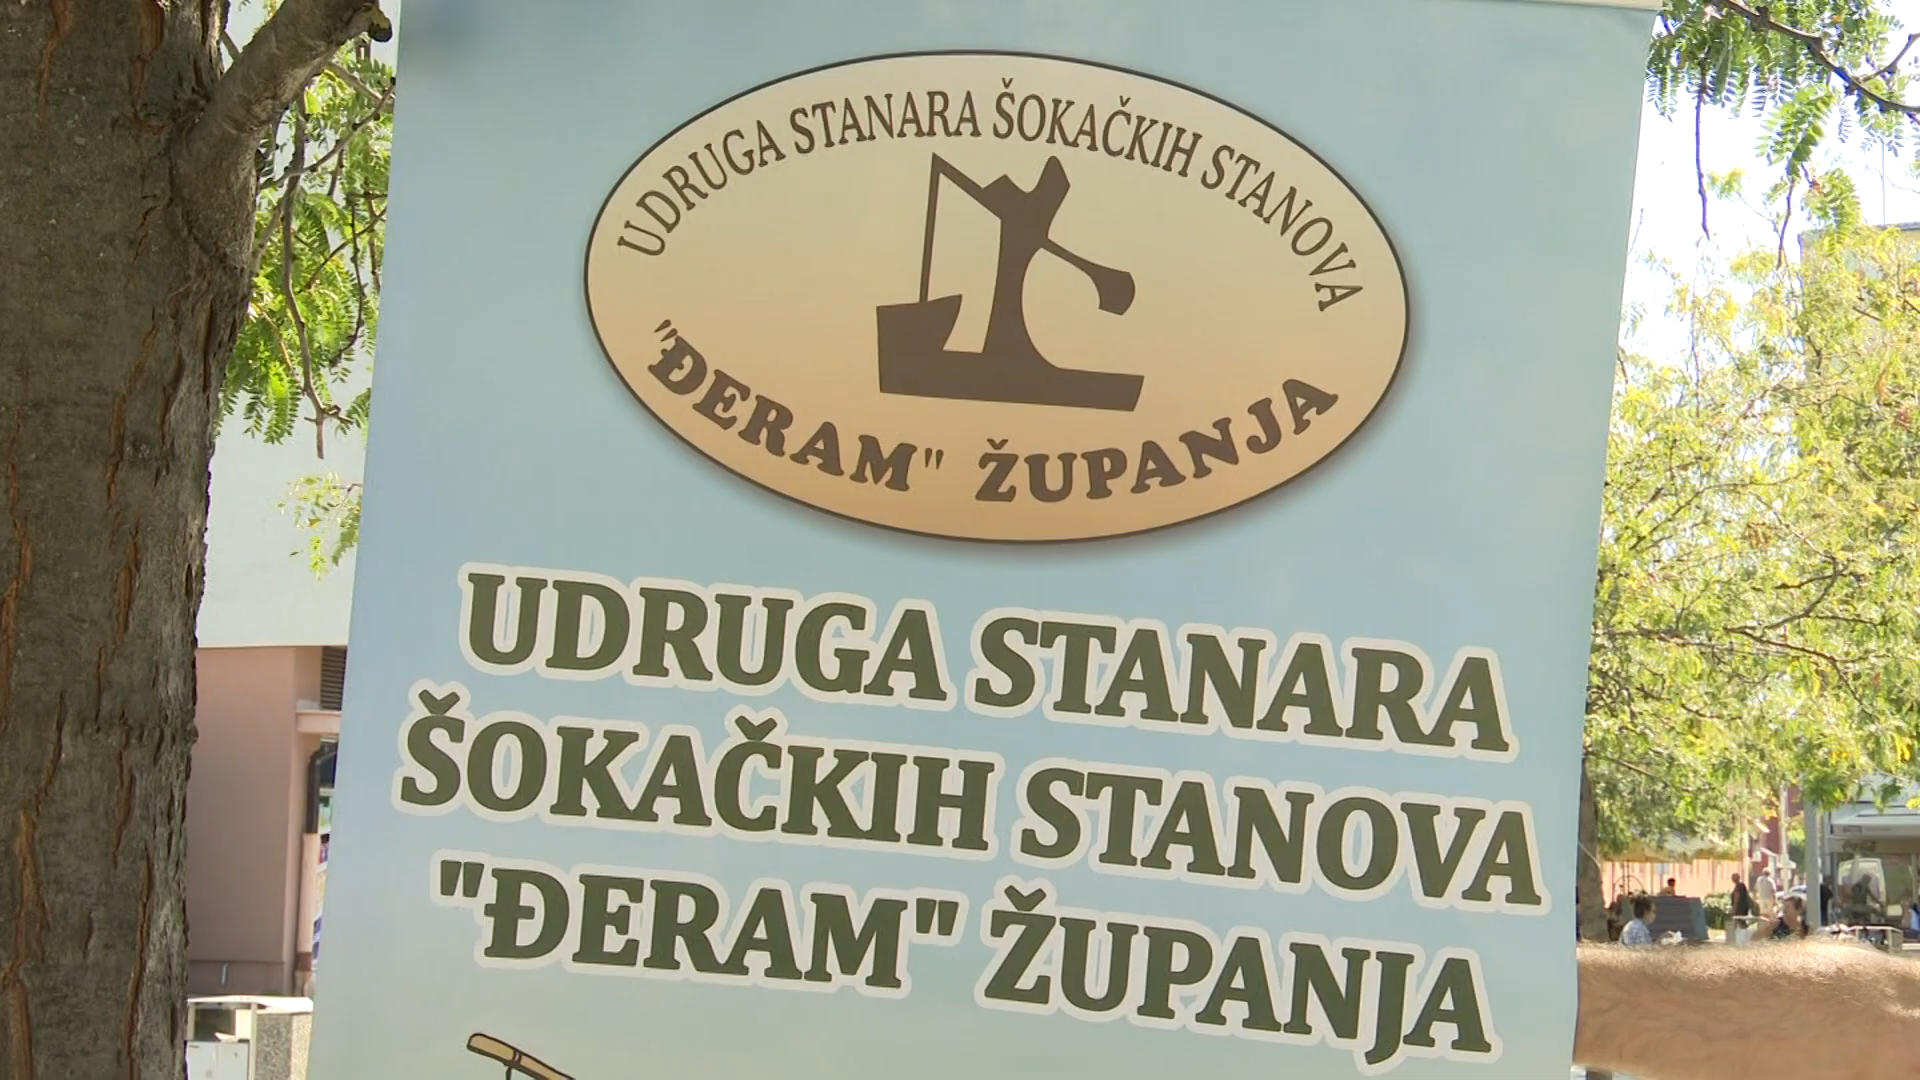 UDRUGA STANARA ŠOKAČKIH STANOVA
"ĐERAM" ŽUPANJA
UDRUGA STANARA
ŠOKAČKIH STANOVA
"ĐERAM" ŽUPANJA